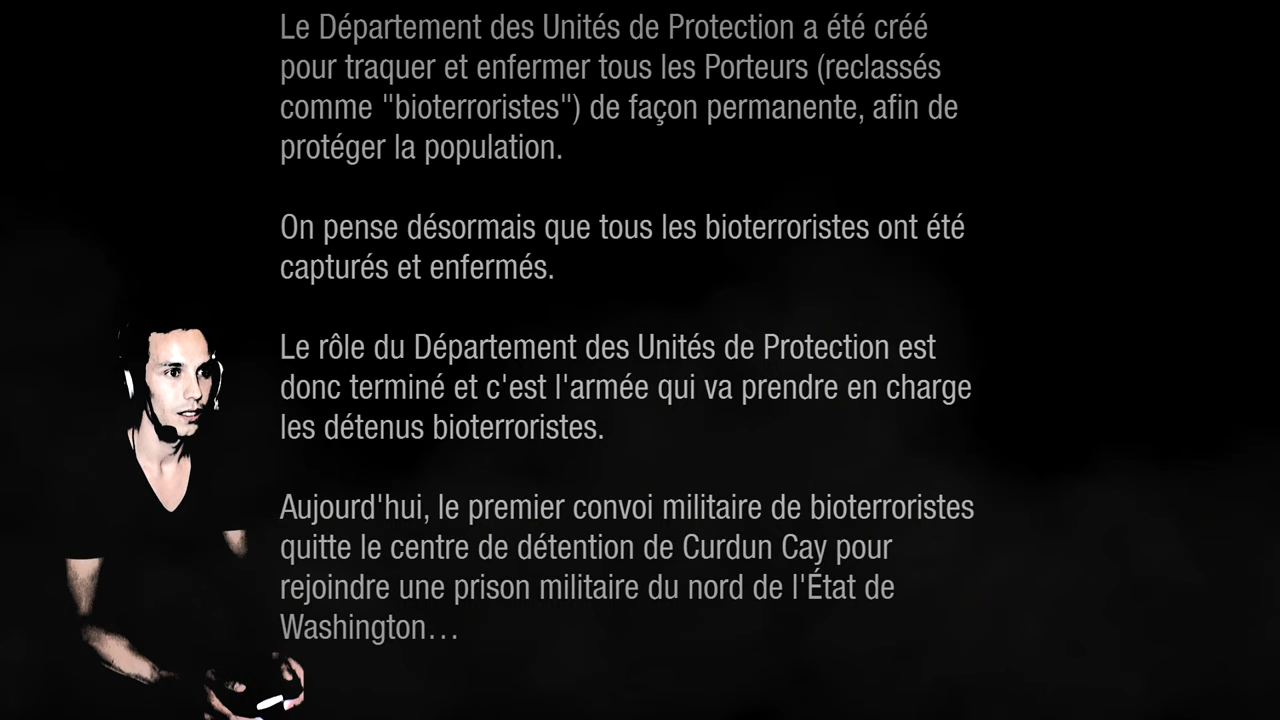 Le Département des Unités de Protection a été créé
pour traquer et enfermer tous les Porteurs (reclassés
comme "bioterroristes") de façon permanente, afin de
protéger la population.
On pense désormais que tous les bioterroristes ont été
capturés et enfermés.
Le rôle du Département des Unités de Protection est
donc terminé et c'est l'armée qui va prendre en charge
les détenus bioterroristes.
Aujourd'hui, le premier convoi militaire de bioterroristes
quitte le centre de détention de Curdun Cay pour
rejoindre une prison militaire du nord de l'État de
Washington…